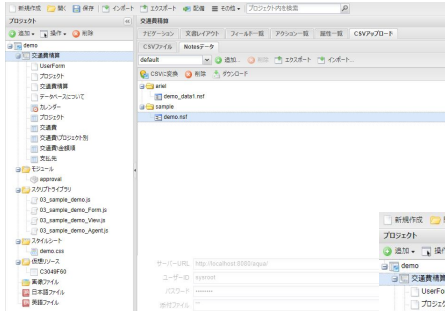 新規作成 開く 保存 インポート エクスポート 配備 その他 プロジェクト内を検索
プロジェクト
追加 操作 削除
demo
交通費精算
UserForm
プロジェクト
交通費精算
データベースについて
カレンダー
プロジェクト
交通費
交通費(プロジェクト別)
交通費(金額順)
支払先
モジュール
approval
スクリプトライブラリ
03_sample_demo.js
03_sample_demo_Form.js
03_sample_demo_View.js
03_sample_demo_Agent.js
スタイルシート
demo.css
仮想リソース
C3049F60
画像ファイル
日本語ファイル
英語ファイル
交通費精算
ナビゲーション 文書レイアウト フィールド一覧 アクション一覧 属性一覧 CSVアップロード
CSVファイル Notesデータ
default 追加... 削除 エクスポート インポート...
CSVに変換 削除 ダウンロード
ariel
demo_data1.nsf
sample
demo.nsf
サーバーURL http://localhost:8080/aqua/
ユーザーID sysroot
パスワード ********
添付ファイル
新規作成
プロジェクト
追加 操作
demo
交通費精算
UserFo
プロジェク